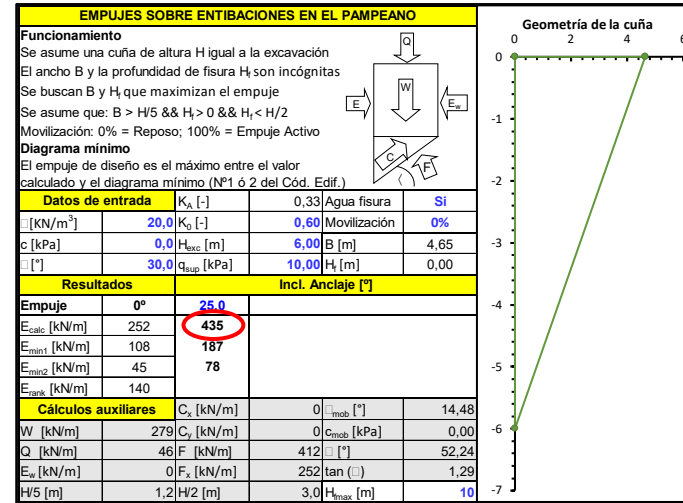 EMPUJES SOBRE ENTIBACIONES EN EL PAMPEANO
Funcionamiento
Se asume una cuña de altura H igual a la excavación
El ancho B y la profundidad de fisura Hf son incógnitas
Se buscan B y Hf que maximizan el empuje
Se asume que: B > H/5 && Hf > 0 && Hf < H/2
Movilización: 0% = Reposo; 100% = Empuje Activo
Diagrama mínimo
El empuje de diseño es el máximo entre el valor
calculado y el diagrama mínimo (Nº1 ó 2 del Cód. Edif.)
Q
W
E
Ew
C
F
Datos de entrada KA [-] 0,33 Agua fisura Si
□[KN/m³] 20,0 K0 [-] 0,60 Movilización 0%
c [kPa] 0,0 Hexc [m] 6,00 B [m] 4,65
□[°] 30,0 qsup [kPa] 10,00 Hf [m] 0,00
Resultados Incl. Anclaje [º]
Empuje 0º 25,0
Ecalc [kN/m] 252 435
Emin1 [kN/m] 108 187
Emin2 [kN/m] 45 78
Erank [kN/m] 140
Cálculos auxiliares Cx [kN/m] 0 □mob [°] 14,48
W [kN/m] 279 Cy [kN/m] 0 cmob [kPa] 0,00
Q [kN/m] 46 F [kN/m] 412 □ [°] 52,24
Ew [kN/m] 0 Fx [kN/m] 252 tan (□) 1,29
H/5 [m] 1,2 H/2 [m] 3,0 Hfmax [m] 10
Geometría de la cuña
0 2 4 6
0
-1
-2
-3
-4
-5
-6
-7